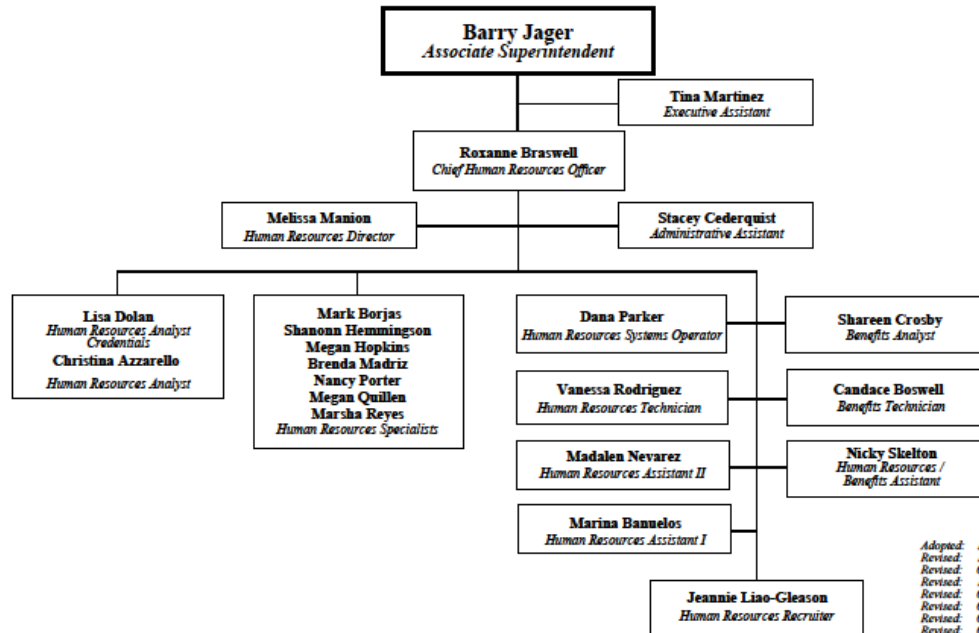 Barry Jager
Associate Superintendent
Tina Martinez
Executive Assistant
Roxanne Braswell
Chief Human Resources Officer
Melissa Manion
Human Resources Director
Stacey Cederquist
Administrative Assistant
Lisa Dolan
Human Resources Analyst
Credentials
Christina Azzarello
Human Resources Analyst
Mark Borjas
Shanonn Hemmingson
Megan Hopkins
Brenda Madriz
Nancy Porter
Megan Quillen
Marsha Reyes
Human Resources Specialists
Dana Parker
Human Resources Systems Operator
Shareen Crosby
Benefits Analyst
Vanessa Rodriguez
Human Resources Technician
Candace Boswell
Benefits Technician
Madalen Nevarez
Human Resources Assistant II
Nicky Skelton
Human Resources /
Benefits Assistant
Marina Banuelos
Human Resources Assistant I
Jeannie Liao-Gleason
Human Resources Recruiter
Adopted:
Revised:
Revised:
Revised:
Revised:
Revised:
Revised:
Revised: